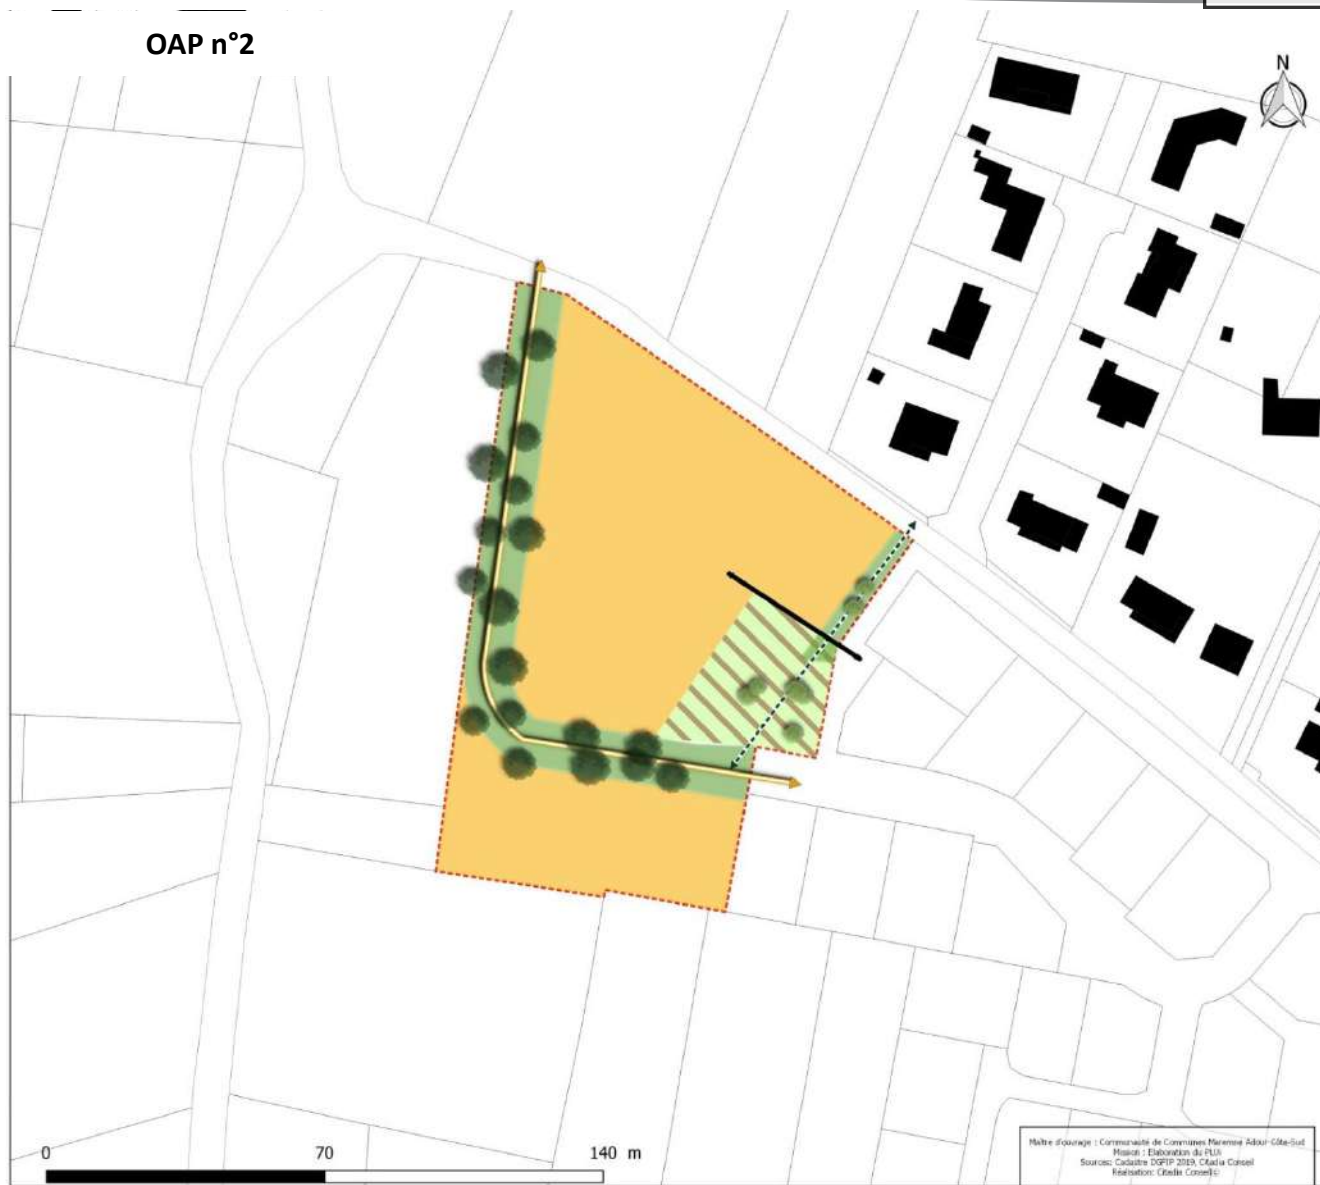 OAP n°2
N
0 70 140 m
Maître d'ouvrage : Communauté de Communes Maremne Adour-Côte-Sud
Mission : Elaboration du PLUi
Sources: Cadastre DGFIP 2019, Citadia Conseil
Réalisation: Citadia Conseil©